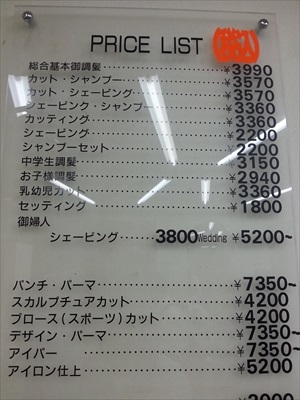 PRICE LIST 税込
総合基本御調髪………¥3990
カット・シャンプー………¥3570
カット・シェービング………¥3570
シェービング・シャンプー………¥3360
カッティング………¥3360
シェービング………¥2200
シャンプーセット………¥2200
中学生調髪………¥3150
お子様調髪………¥2940
乳幼児カット………¥3360
セッティング………¥1800
御婦人
シェービング………3800 Wedding ¥5200~
パンチ・パーマ………¥7350~
スカルプチュアカット………¥4200
ブロース(スポーツ)カット………¥4200
デザイン・パーマ………¥7350~
アイパー………¥7350~
アイロン仕上………¥5200